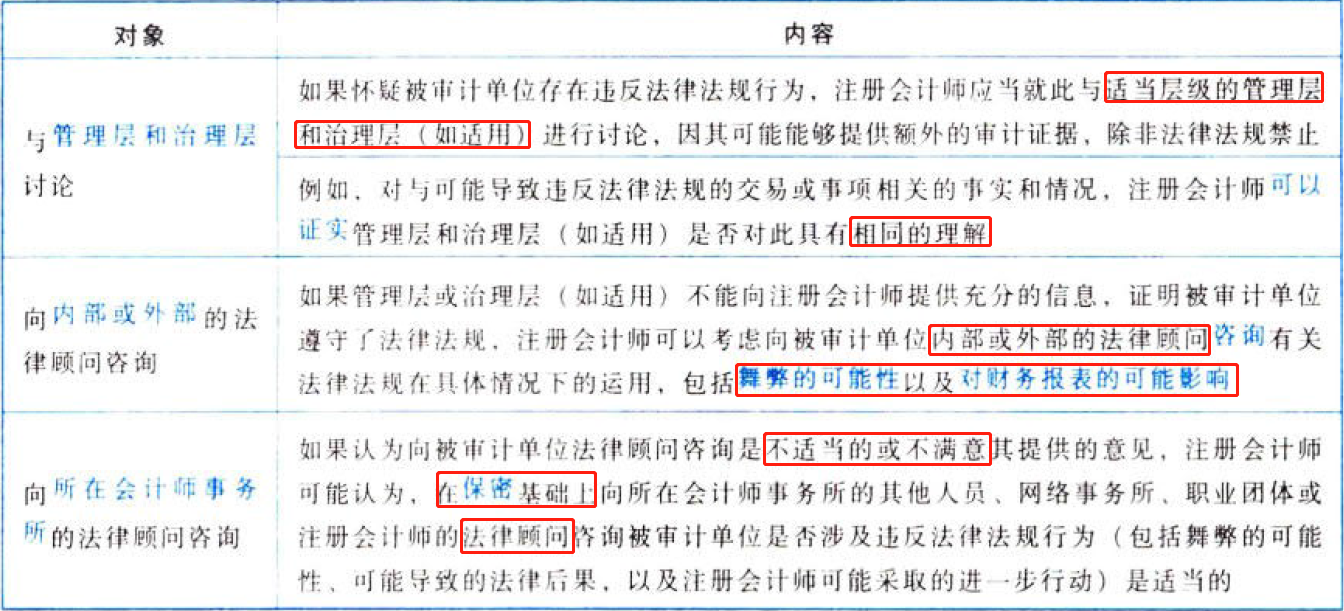 对象
内容
与管理层和治理层
讨论
如果怀疑被审计单位存在违反法律法规行为，注册会计师应当就此与适当层级的管理层
和治理层（如适用）进行讨论，因其可能能够提供额外的审计证据，除非法律法规禁止
例如，对与可能导致违反法律法规的交易或事项相关的事实和情况，注册会计师可以
证实管理层和治理层（如适用）是否对此具有相同的理解
向内部或外部的法
律顾问咨询
如果管理层或治理层（如适用）不能向注册会计师提供充分的信息，证明被审计单位
遵守了法律法规，注册会计师可以考虑向被审计单位内部或外部的法律顾问咨询有关
法律法规在具体情况下的运用，包括舞弊的可能性以及对财务报表的可能影响
向所在会计师事务
所的法律顾问咨询
如果认为向被审计单位法律顾问咨询是不适当的或不满意其提供的意见，注册会计师
可能认为，在保密基础上向所在会计师事务所的其他人员、网络事务所、职业团体或
注册会计师的法律顾问咨询被审计单位是否涉及违反法律法规行为（包括舞弊的可能
性、可能导致的法律后果，以及注册会计师可能采取的进一步行动）是适当的